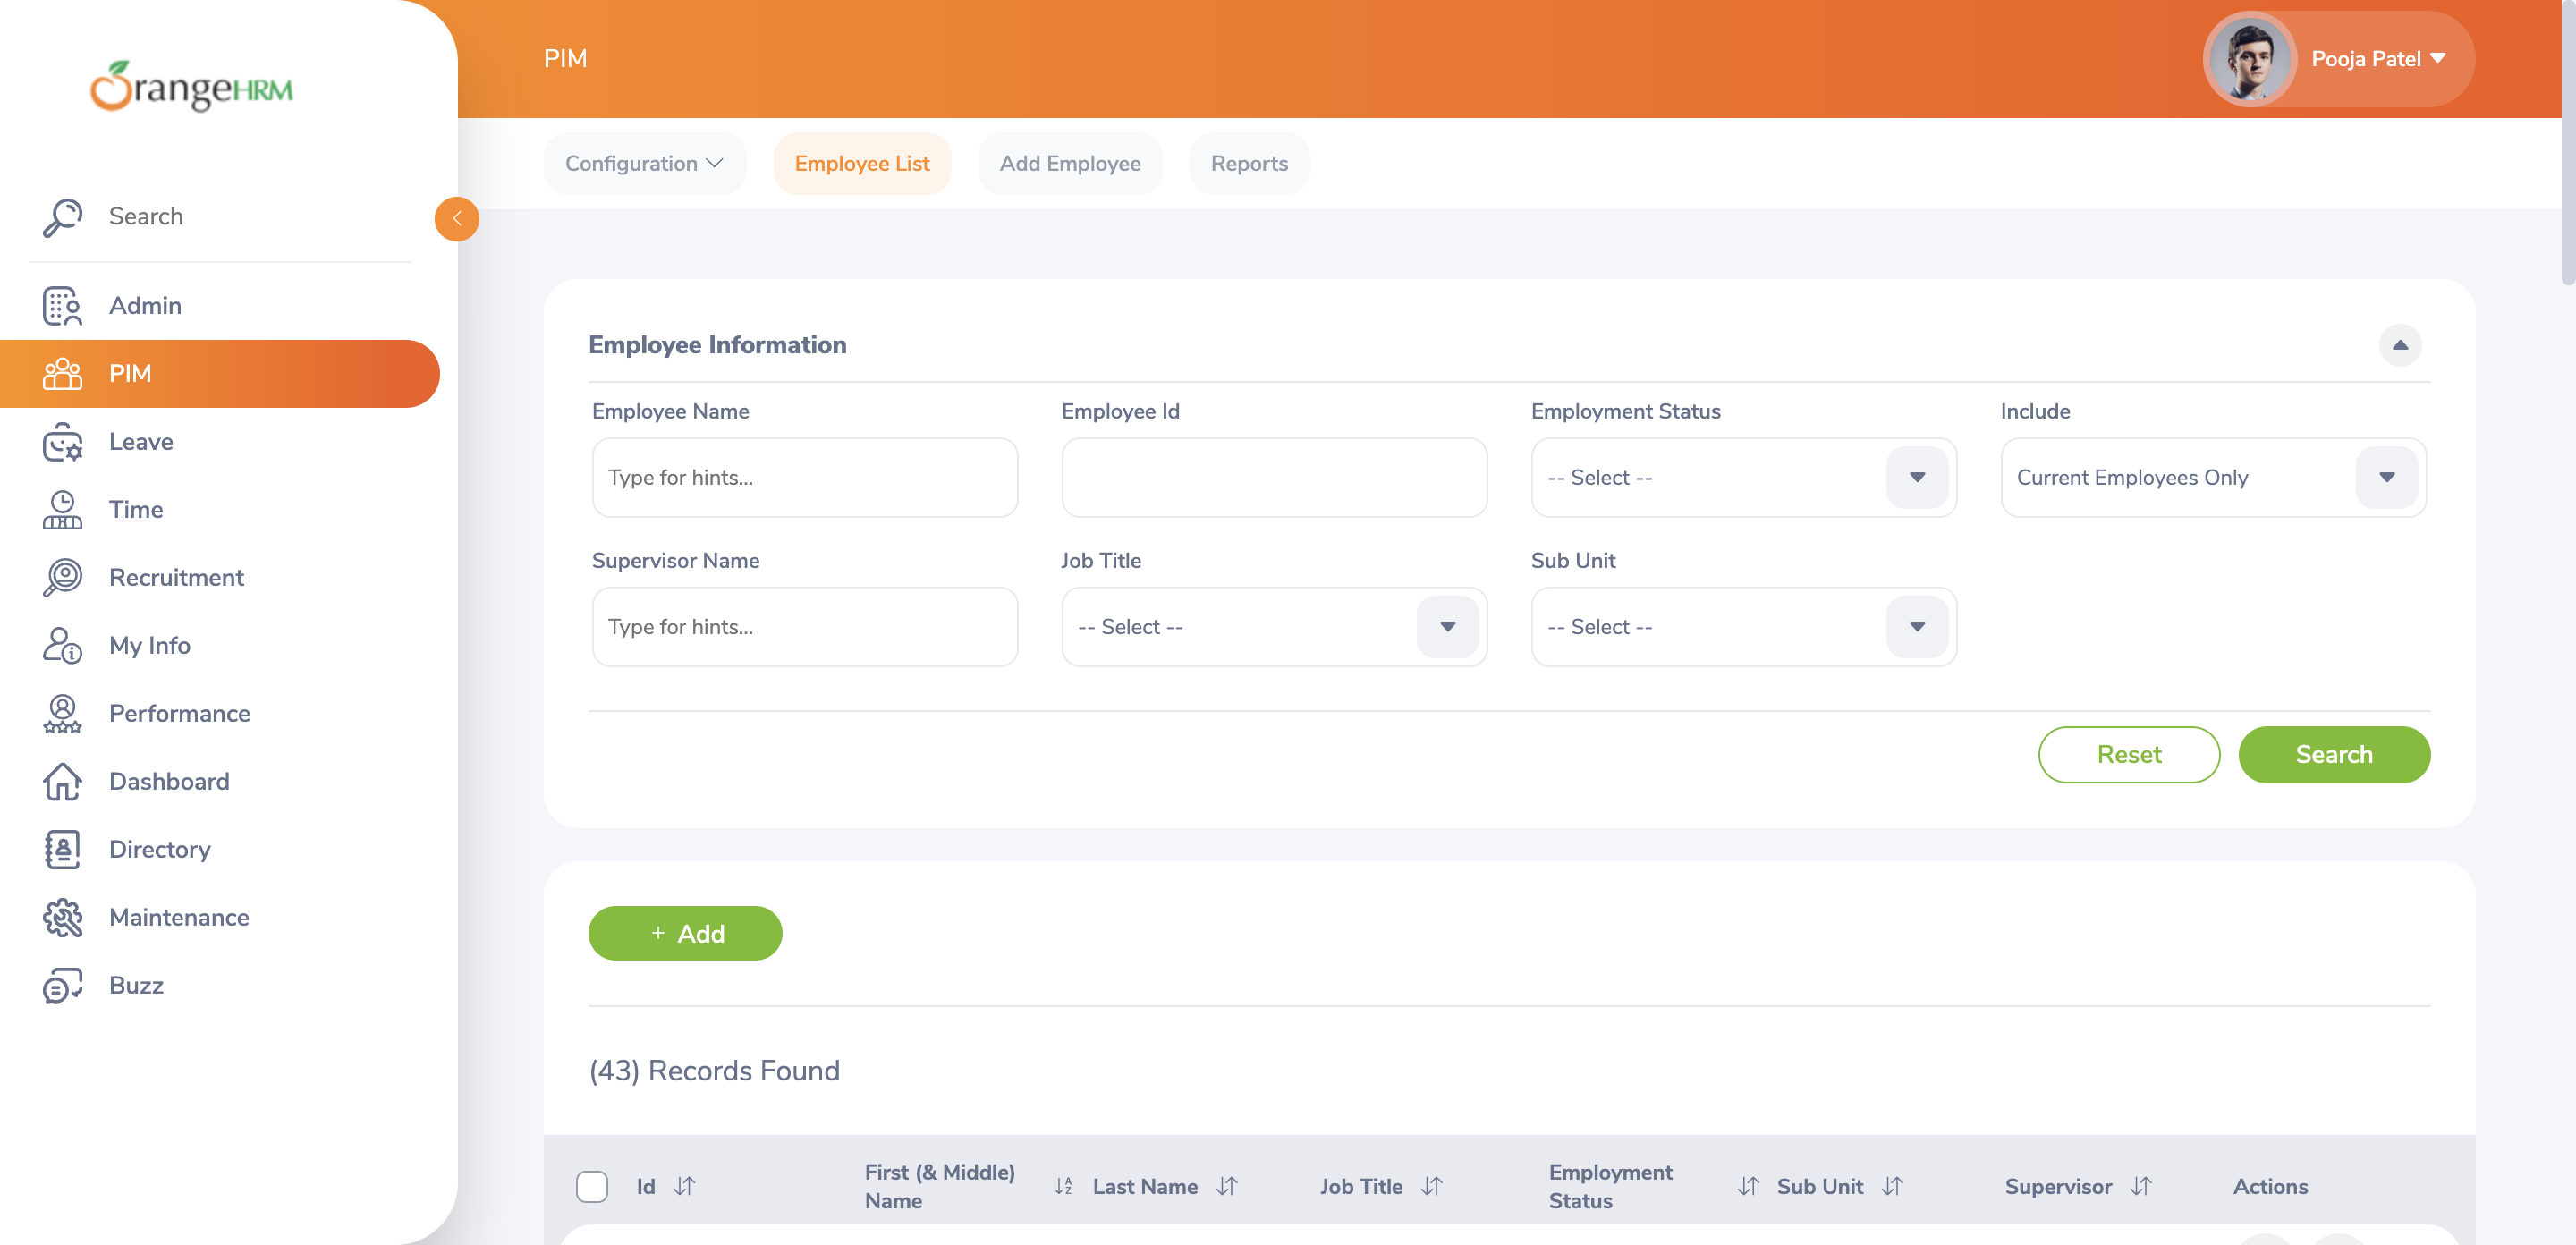 OrangeHRM
PIM
Pooja Patel
Configuration
Employee List
Add Employee
Reports
Search
Admin
PIM
Leave
Time
Recruitment
My Info
Performance
Dashboard
Directory
Maintenance
Buzz
Employee Information
Employee Name
Employee Id
Employment Status
Include
Type for hints...
-- Select --
Current Employees Only
Supervisor Name
Job Title
Sub Unit
Type for hints...
-- Select --
-- Select --
Reset
Search
+ Add
(43) Records Found
Id
First (& Middle)
Name
Last Name
Job Title
Employment
Status
Sub Unit
Supervisor
Actions